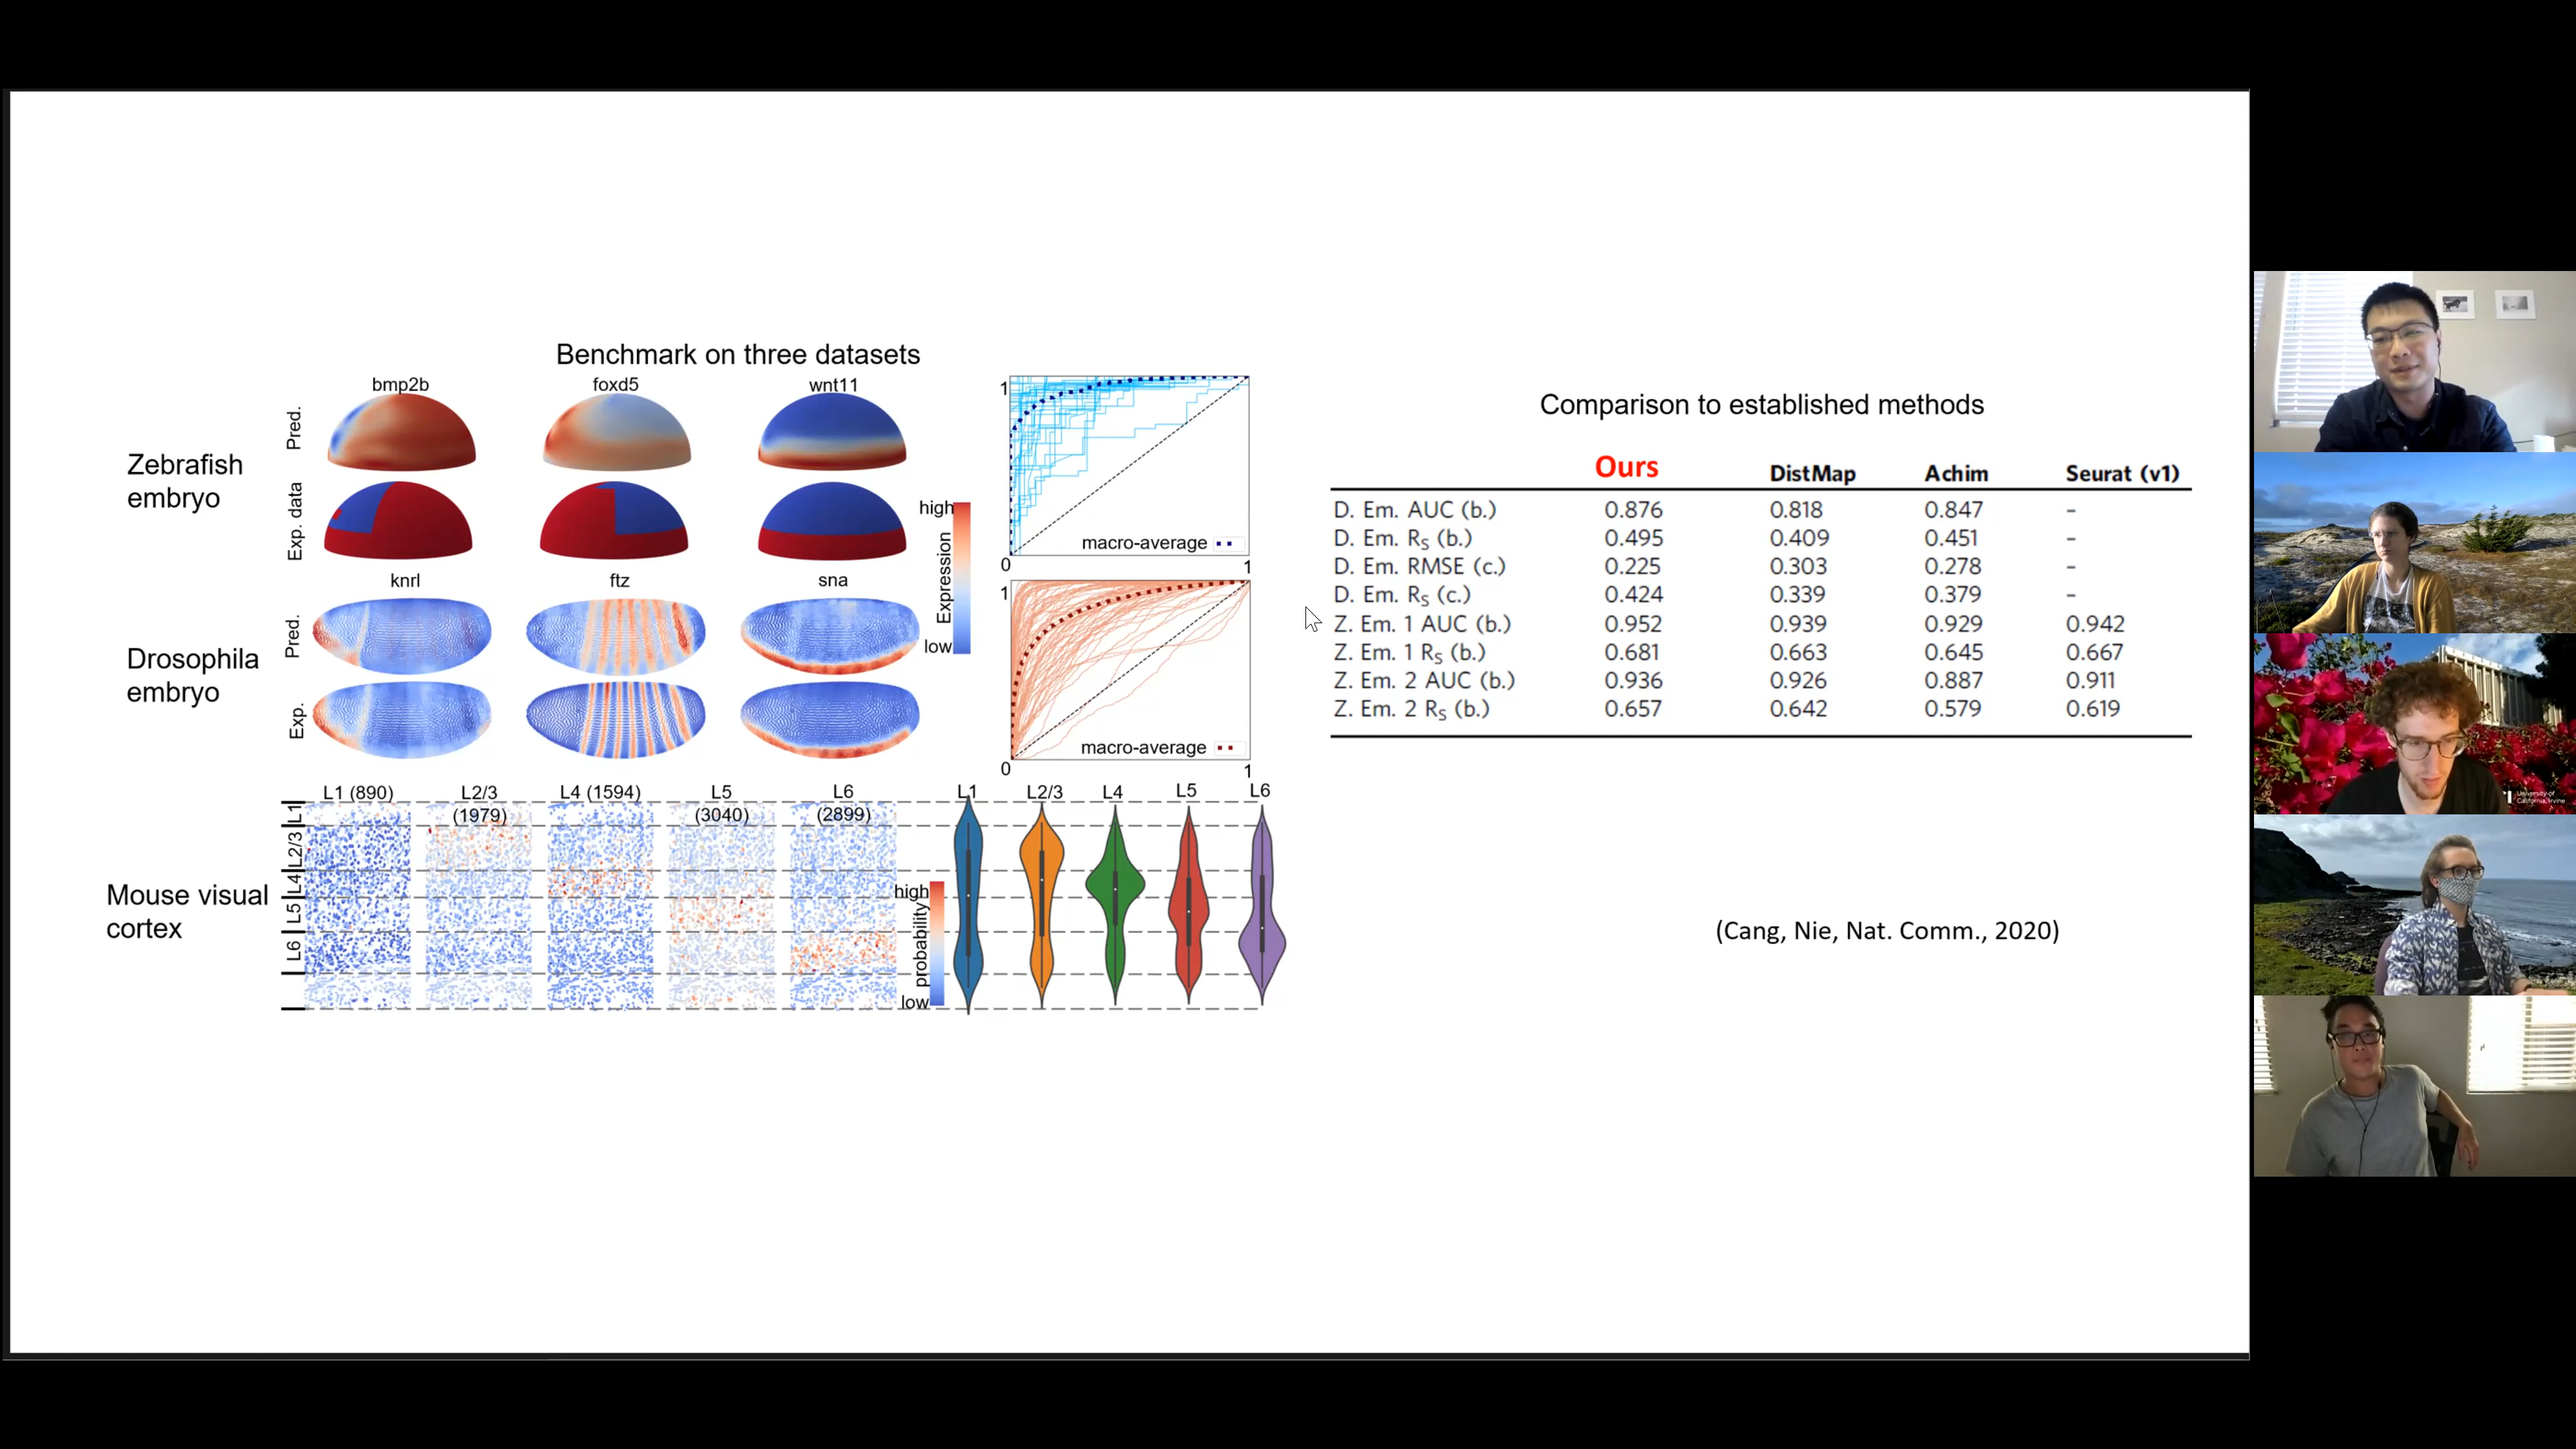 Benchmark on three datasets
bmp2b foxd5 wnt11
Pred.
Zebrafish
embryo
Exp. data
high
Expression
low
1
macro-average
0 1
knrl ftz sna
Pred.
Drosophila
embryo
Exp.
1
macro-average
0 1
L1 (890) L2/3 L4 (1594) L5 L6
(1979) (3040) (2899)
L1 L2/3 L4 L5 L6
L1
L2/3
L4
L5
L6
Mouse visual
cortex
high
probability
low
Comparison to established methods
Ours DistMap Achim Seurat (v1)
D. Em. AUC (b.) 0.876 0.818 0.847 –
D. Em. RS (b.) 0.495 0.409 0.451 –
D. Em. RMSE (c.) 0.225 0.303 0.278 –
D. Em. RS (c.) 0.424 0.339 0.379 –
Z. Em. 1 AUC (b.) 0.952 0.939 0.929 0.942
Z. Em. 1 RS (b.) 0.681 0.663 0.645 0.667
Z. Em. 2 AUC (b.) 0.936 0.926 0.887 0.911
Z. Em. 2 RS (b.) 0.657 0.642 0.579 0.619
(Cang, Nie, Nat. Comm., 2020)
University of
California, Irvine